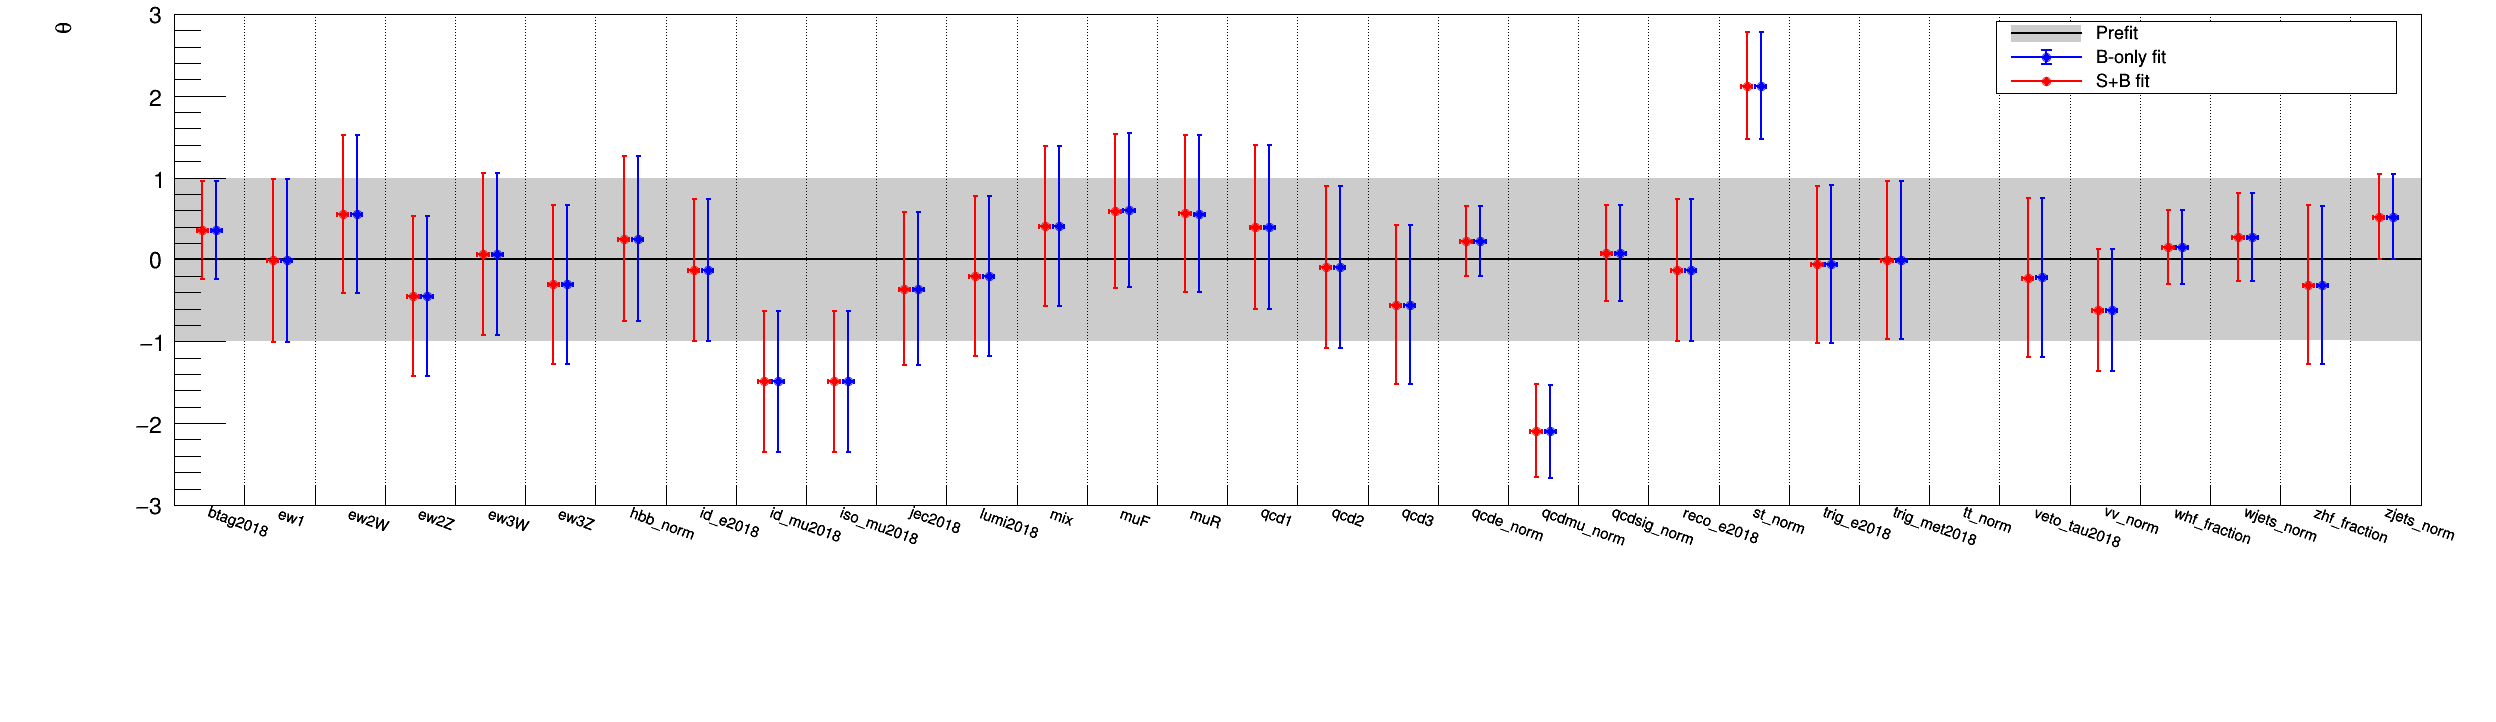 θ
3
2
1
0
−1
−2
−3
Prefit
B-only fit
S+B fit
btag2018
ew1
ew2W
ew2Z
ew3W
ew3Z
hbb_norm
id_e2018
id_mu2018
iso_mu2018
jec2018
lumi2018
mix
muF
muR
qcd1
qcd2
qcd3
qcde_norm
qcdmu_norm
qcdsig_norm
reco_e2018
st_norm
trig_e2018
trig_met2018
tt_norm
veto_tau2018
vv_norm
whf_fraction
wjets_norm
zhf_fraction
zjets_norm